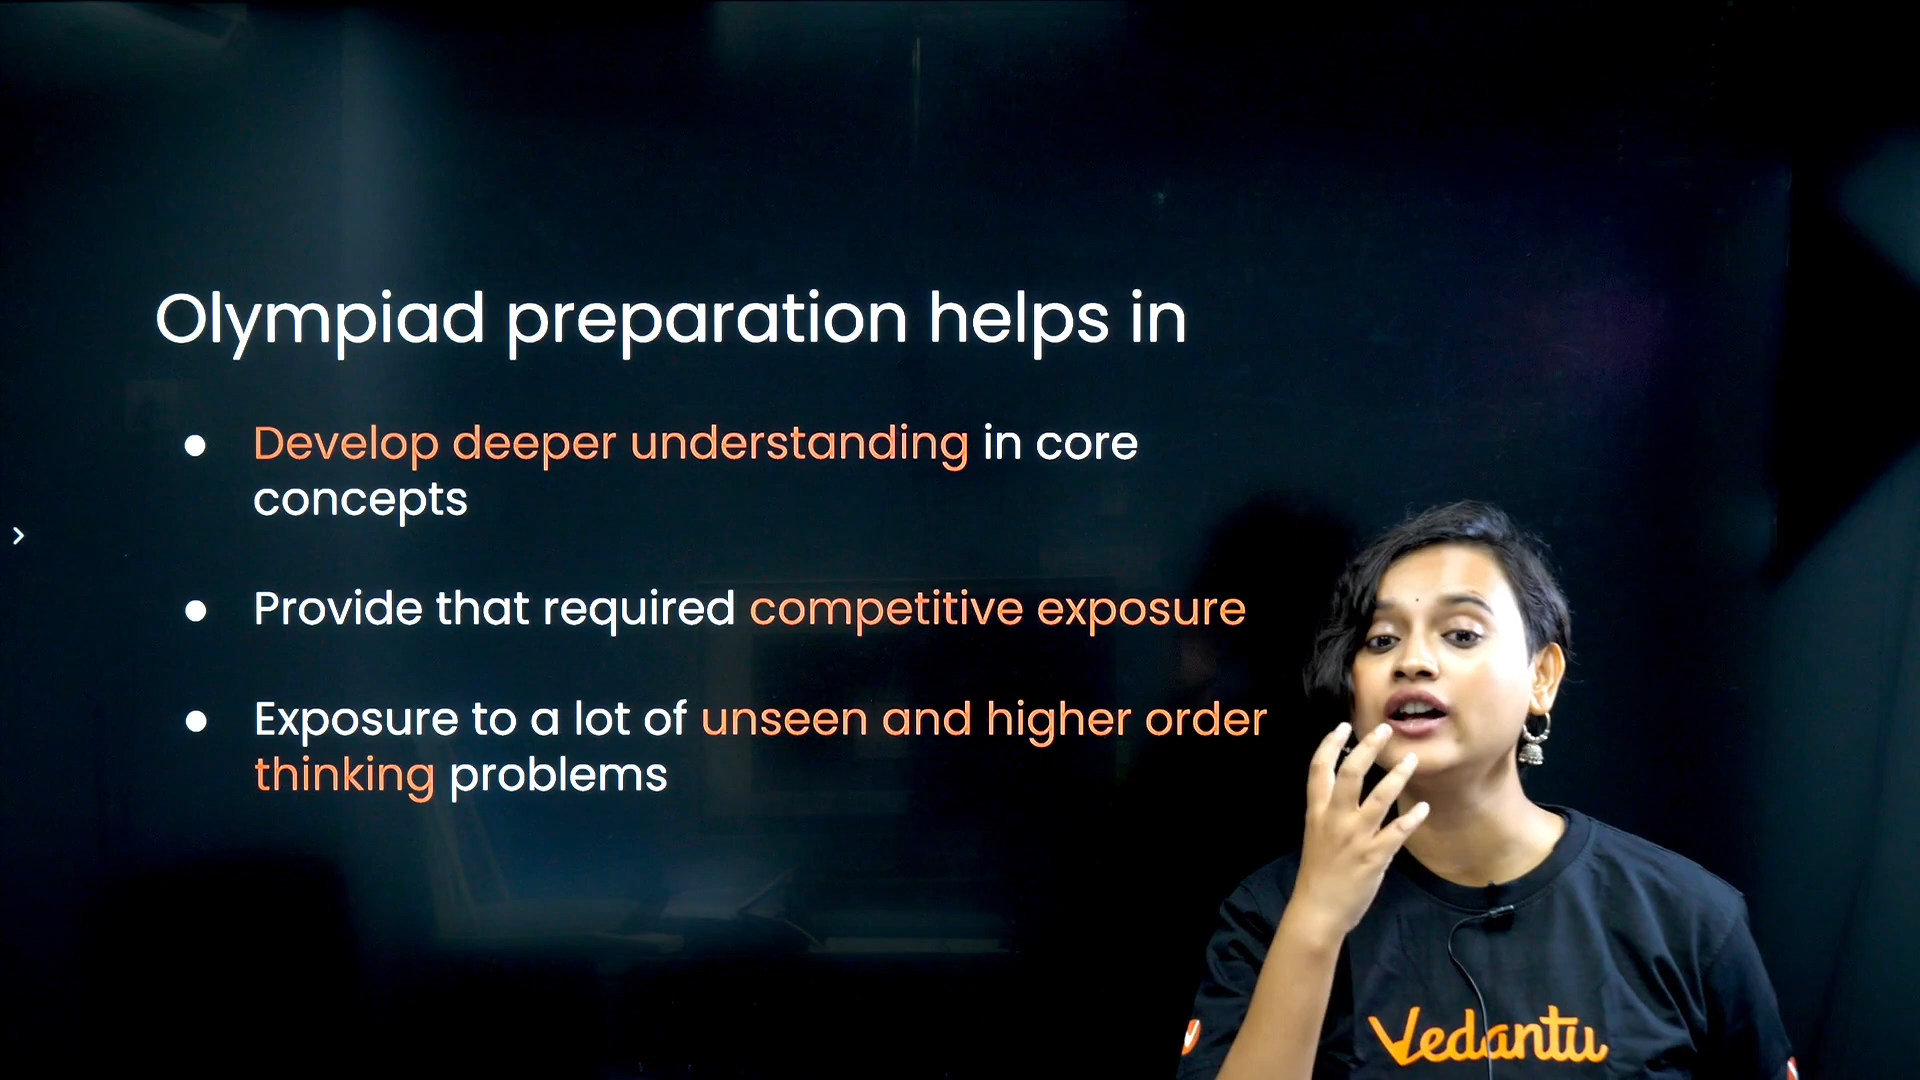 Olympiad preparation helps in
● Develop deeper understanding in core
concepts
● Provide that required competitive exposure
● Exposure to a lot of unseen and higher order
thinking problems
Vedantu